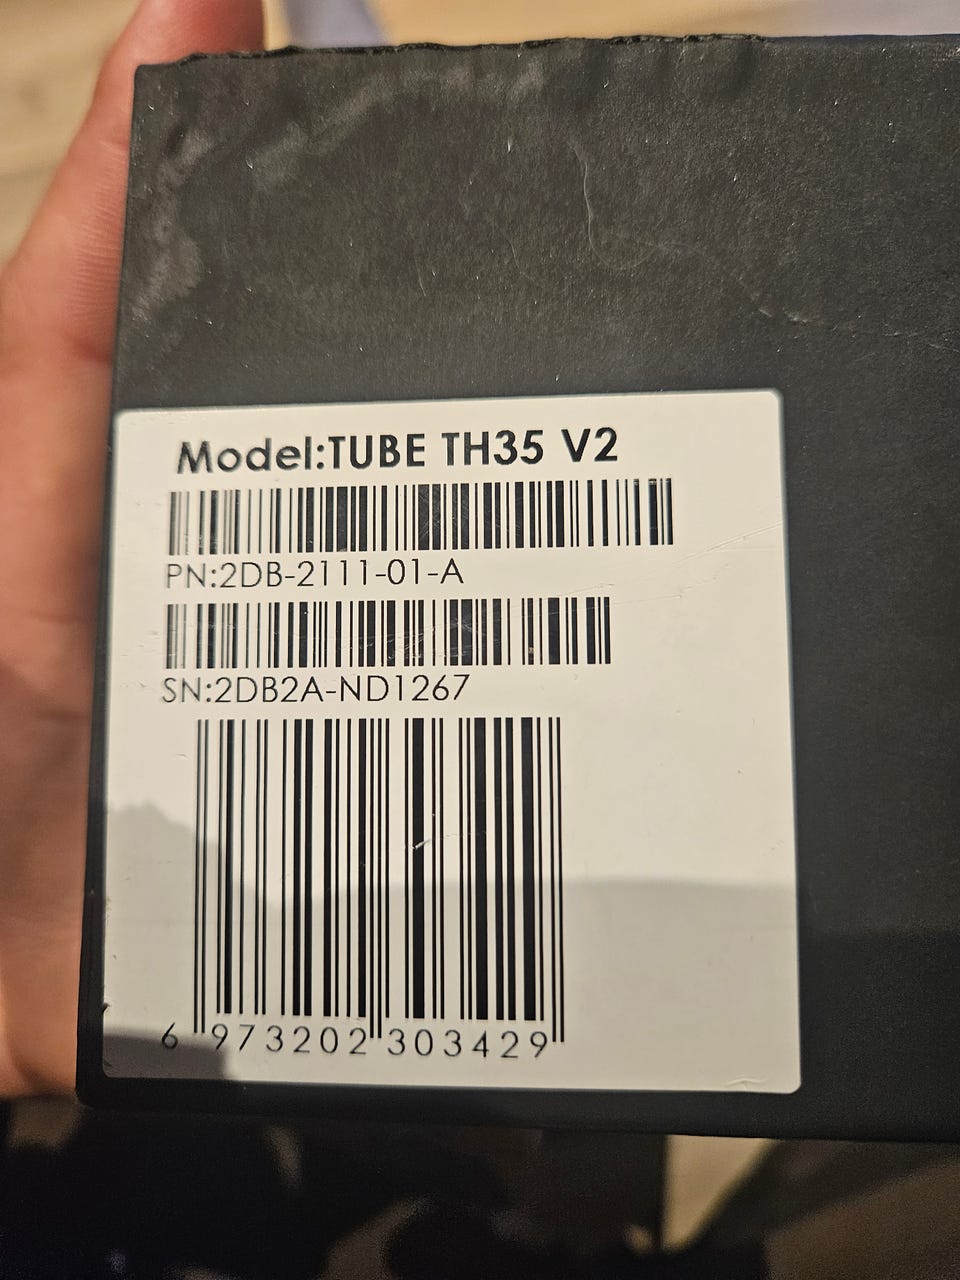 Model:TUBE TH35 V2
PN:2DB-2111-01-A
SN:2DB2A-ND1267
6 973202 303429